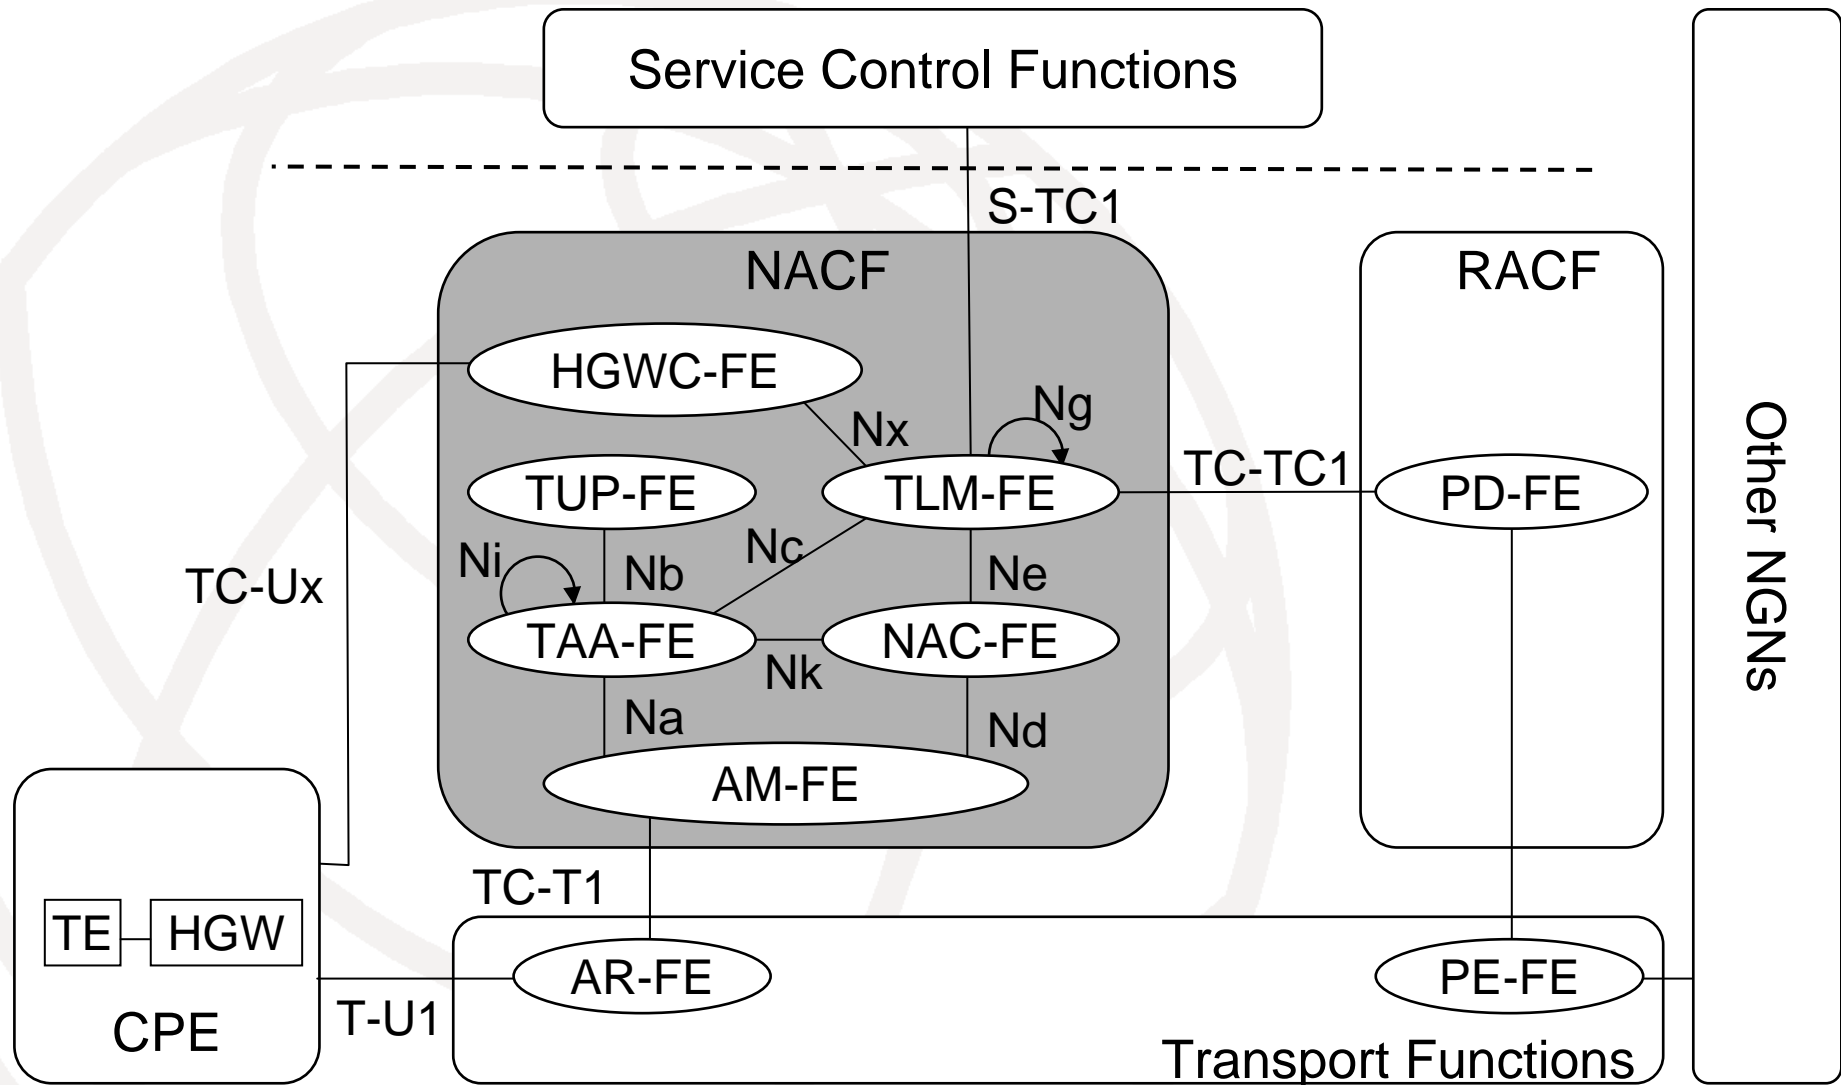 Service Control Functions
S-TC1
NACF
RACF
HGWC-FE
Ng
Nx
TC-TC1
TUP-FE
TLM-FE
PD-FE
Other NGNs
Ni
Nc
Nb
Ne
TC-Ux
TAA-FE
NAC-FE
Nk
Na
Nd
AM-FE
TC-T1
TE
HGW
AR-FE
PE-FE
T-U1
CPE
Transport Functions